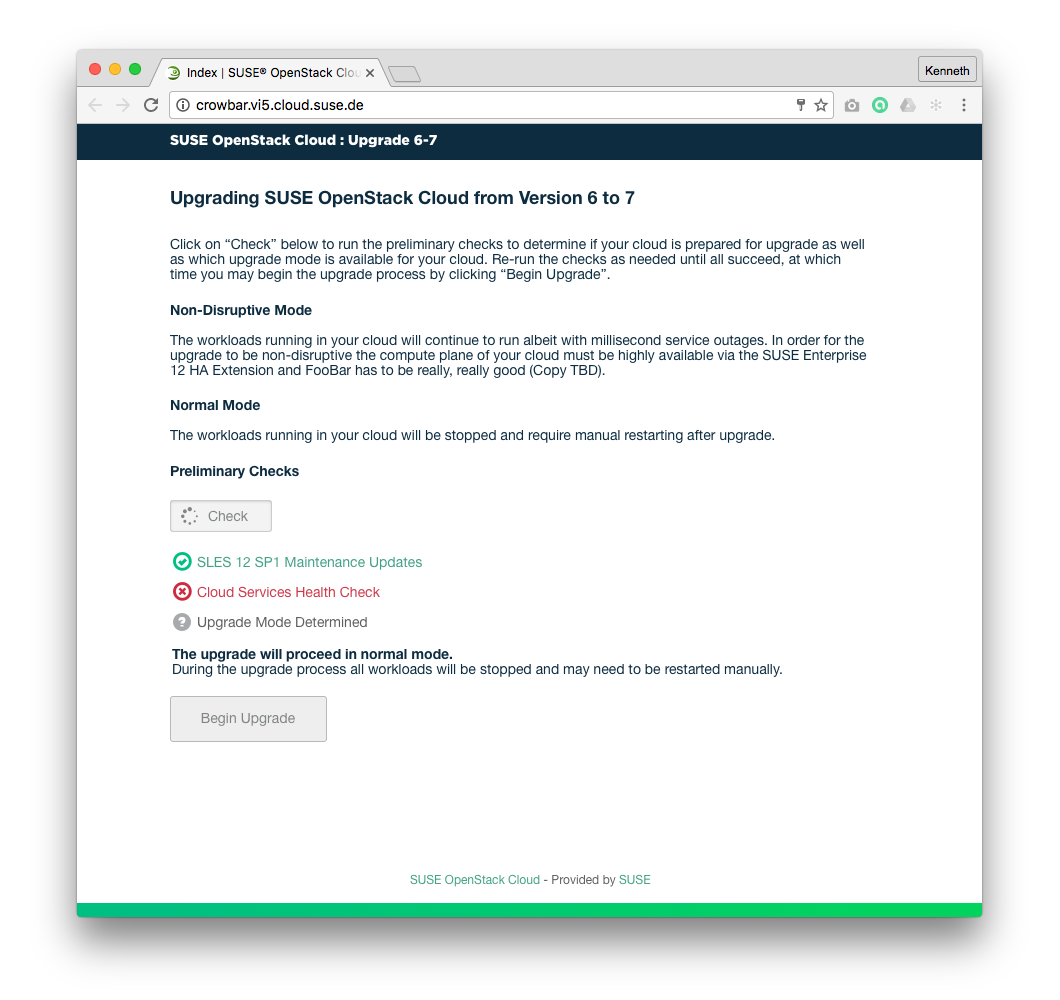 Index | SUSE® OpenStack Clou
Kenneth
crowbar.vi5.cloud.suse.de
SUSE OpenStack Cloud : Upgrade 6-7
Upgrading SUSE OpenStack Cloud from Version 6 to 7
Click on “Check” below to run the preliminary checks to determine if your cloud is prepared for upgrade as well
as which upgrade mode is available for your cloud. Re-run the checks as needed until all succeed, at which
time you may begin the upgrade process by clicking “Begin Upgrade”.
Non-Disruptive Mode
The workloads running in your cloud will continue to run albeit with millisecond service outages. In order for the
upgrade to be non-disruptive the compute plane of your cloud must be highly available via the SUSE Enterprise
12 HA Extension and FooBar has to be really, really good (Copy TBD).
Normal Mode
The workloads running in your cloud will be stopped and require manual restarting after upgrade.
Preliminary Checks
Check
SLES 12 SP1 Maintenance Updates
Cloud Services Health Check
Upgrade Mode Determined
The upgrade will proceed in normal mode.
During the upgrade process all workloads will be stopped and may need to be restarted manually.
Begin Upgrade
SUSE OpenStack Cloud - Provided by SUSE